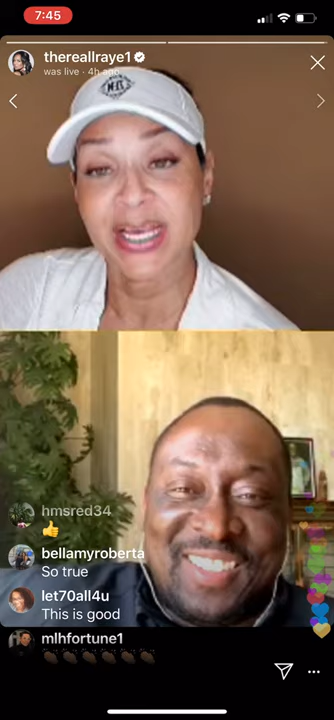 7:45
thereallraye1
was live · 4h ago
hmsred34
👍
bellamyroberta
So true
let70all4u
This is good
mlhfortune1